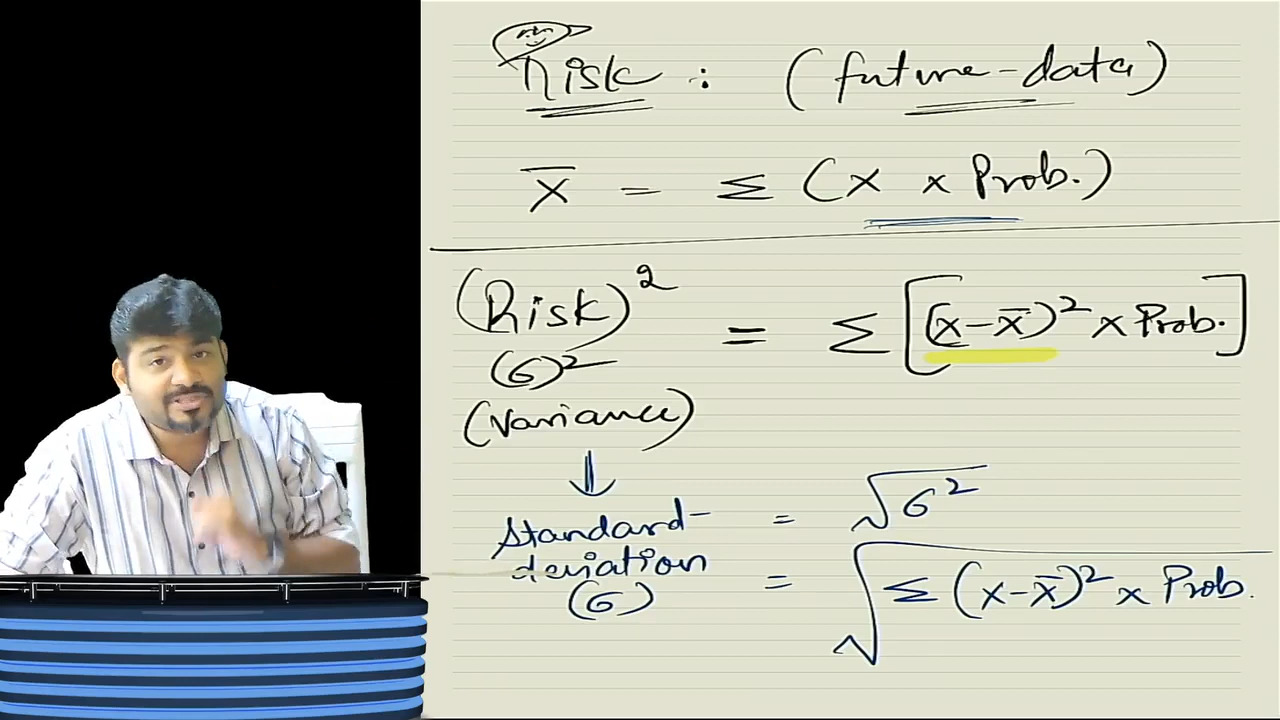 Risk : (future-data)
x̄ = Σ (x × Prob.)
(Risk)² = Σ [(x-x̄)² × Prob.]
(σ)²
(Variance)
↓
Standard- = √σ²
deviation = √Σ (x-x̄)² × Prob.
(σ)